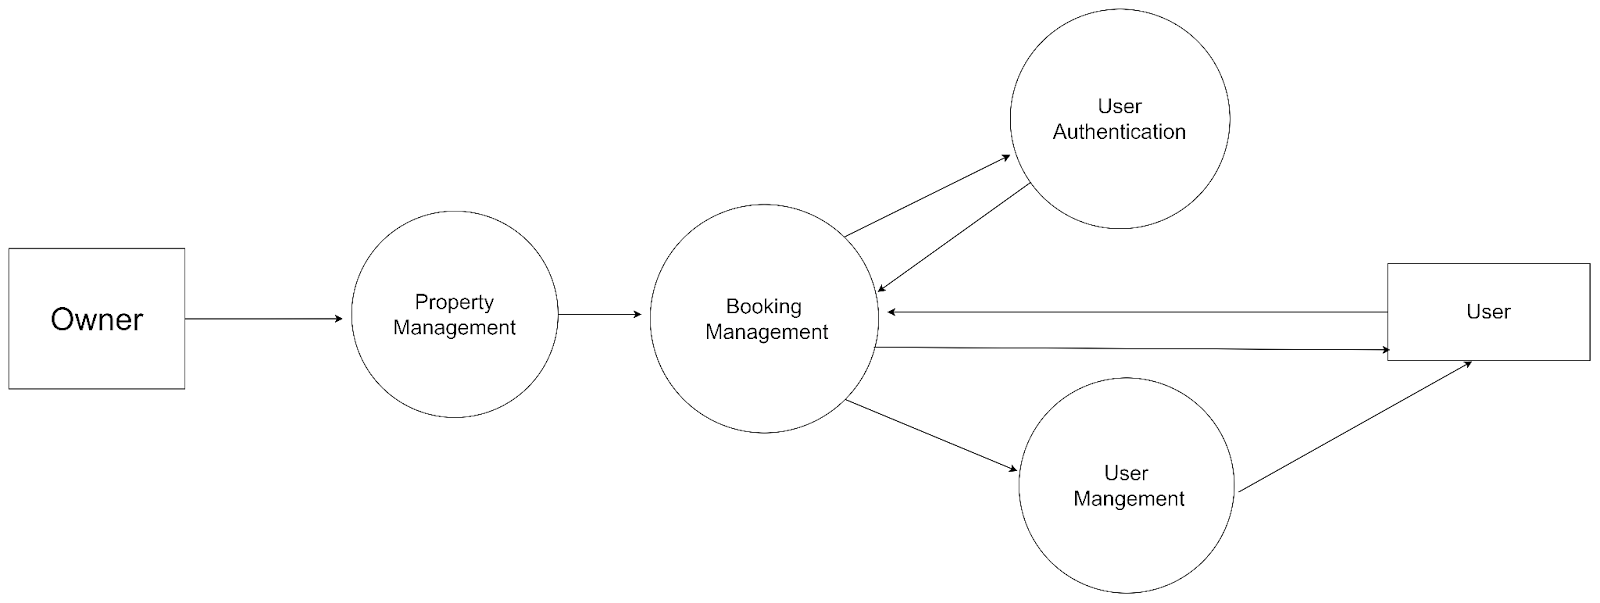 User
Authentication
Owner
Property
Management
Booking
Management
User
User
Mangement